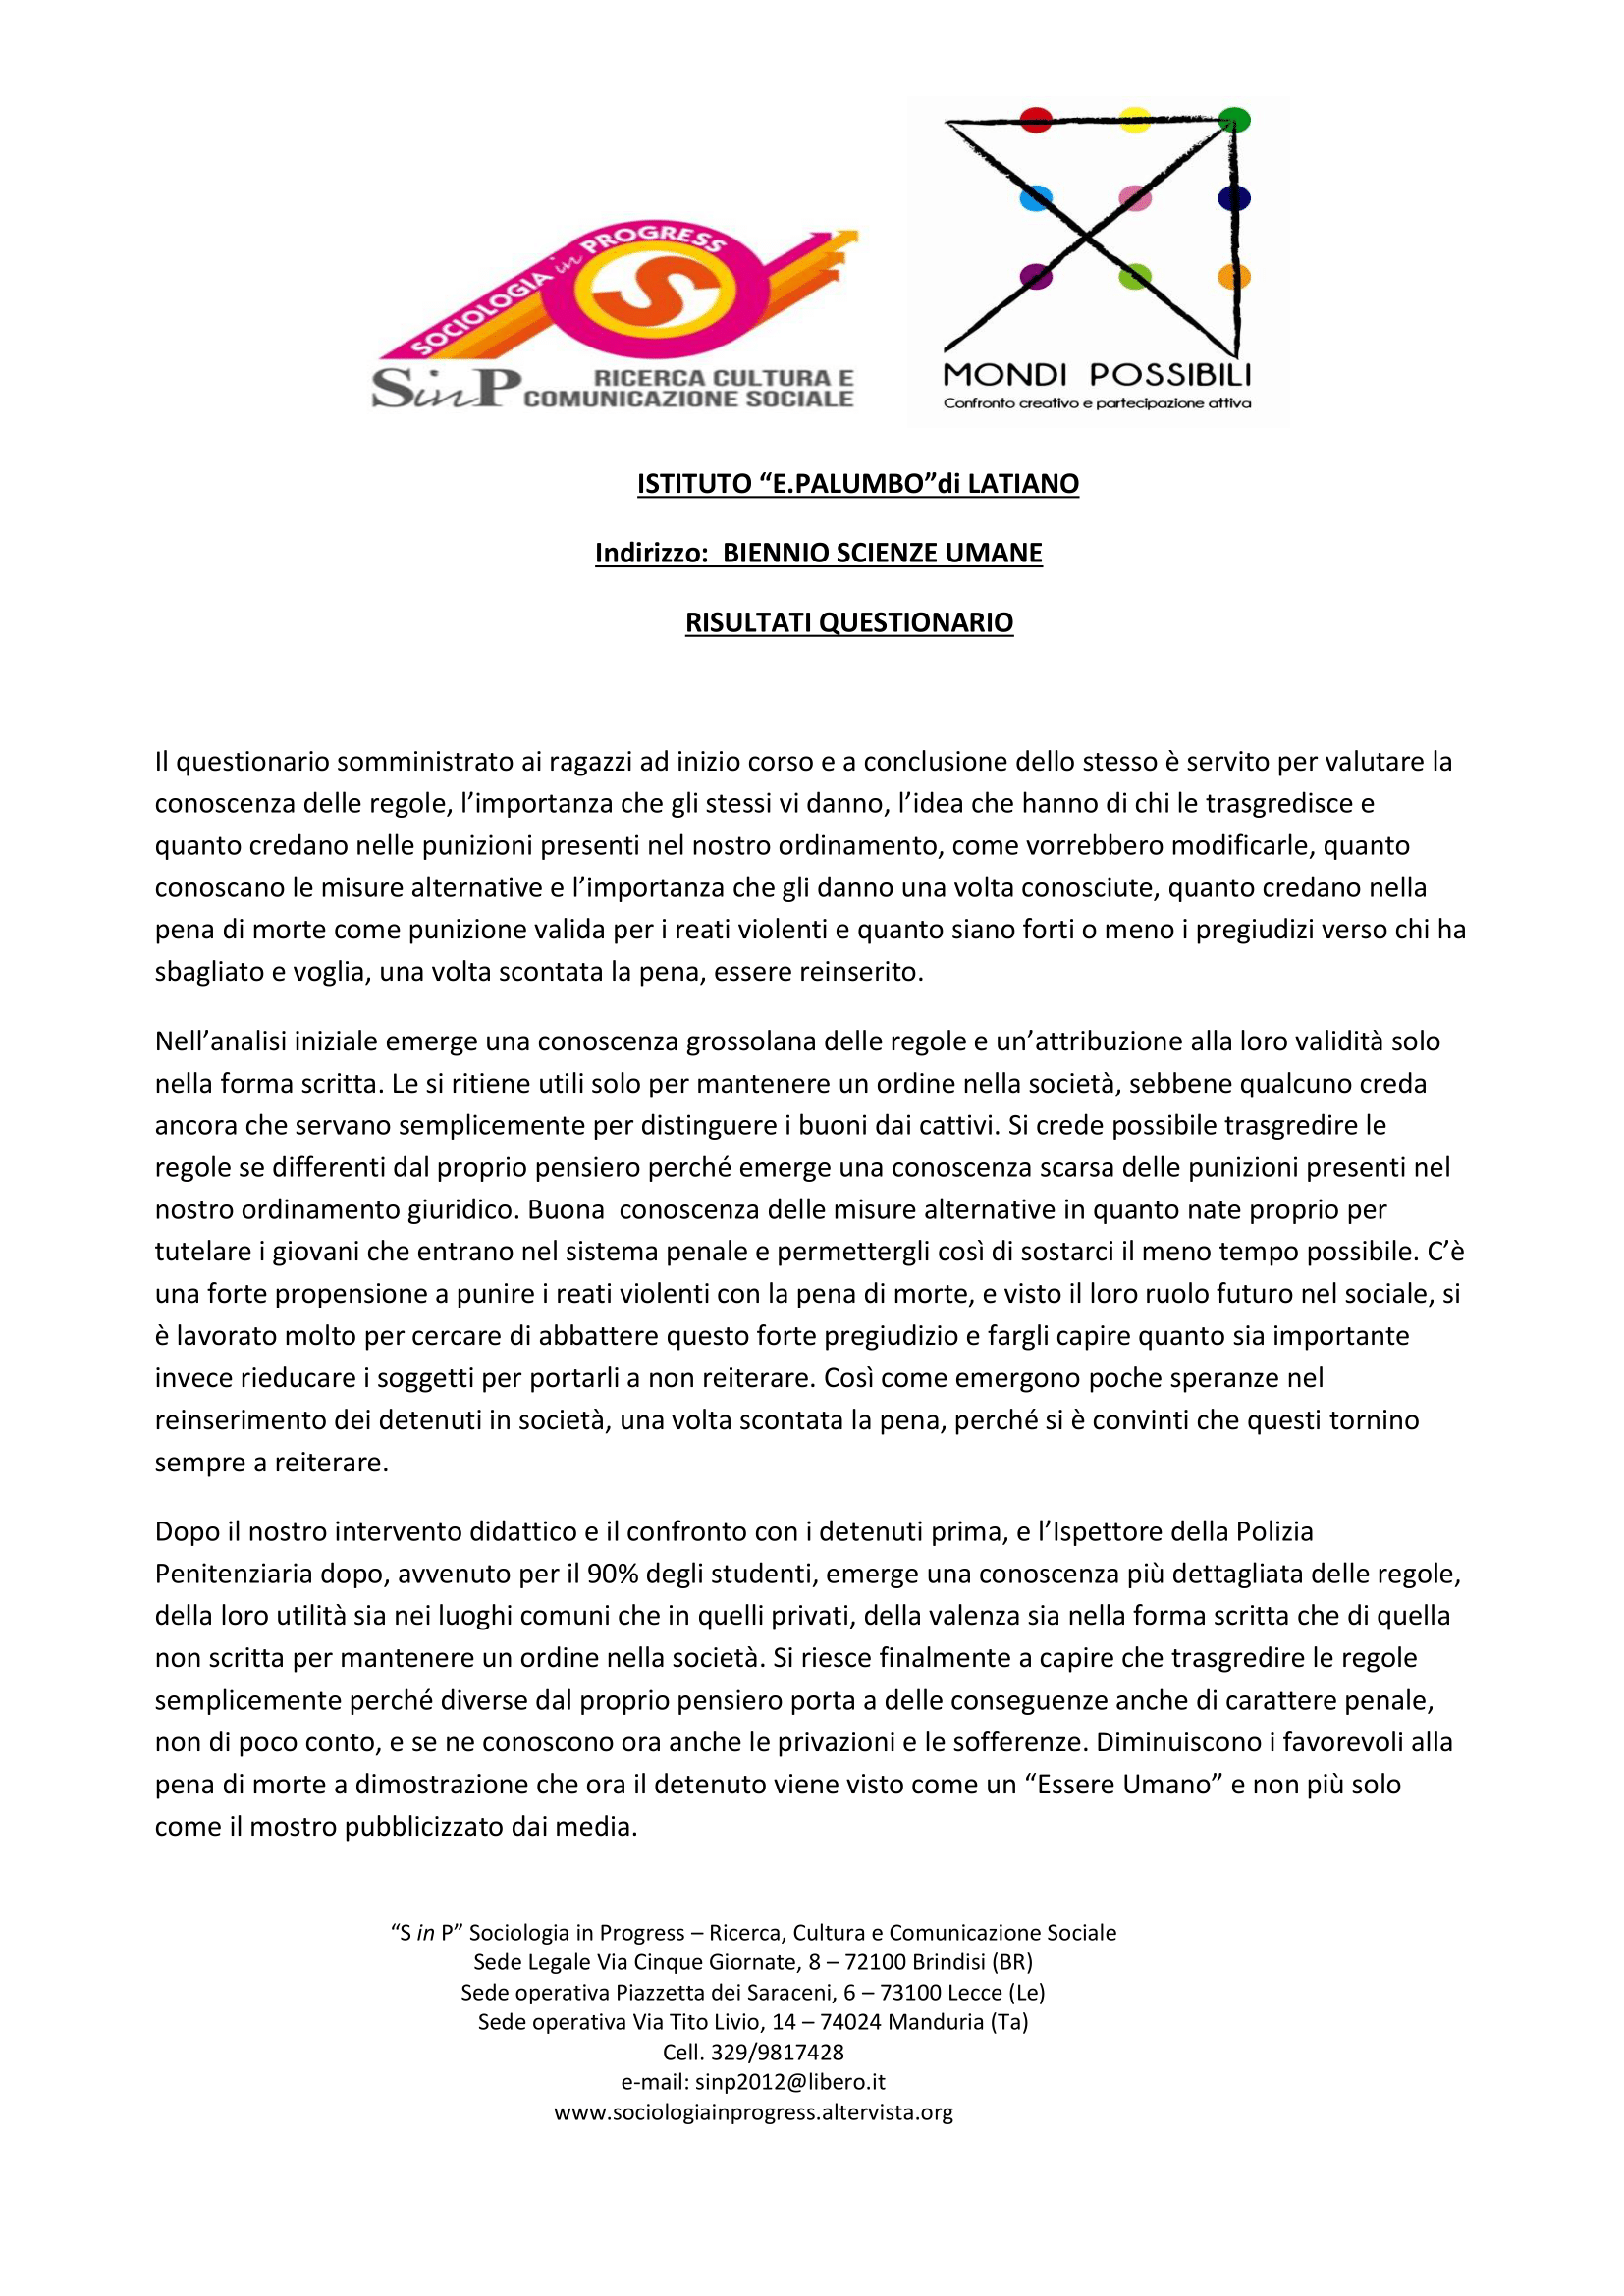 SOCIOLOGIA in PROGRESS
S
SinP RICERCA CULTURA E
COMUNICAZIONE SOCIALE
MONDI POSSIBILI
Confronto creativo e partecipazione attiva
ISTITUTO “E.PALUMBO”di LATIANO
Indirizzo:  BIENNIO SCIENZE UMANE
RISULTATI QUESTIONARIO
Il questionario somministrato ai ragazzi ad inizio corso e a conclusione dello stesso è servito per valutare la
conoscenza delle regole, l’importanza che gli stessi vi danno, l’idea che hanno di chi le trasgredisce e
quanto credano nelle punizioni presenti nel nostro ordinamento, come vorrebbero modificarle, quanto
conoscano le misure alternative e l’importanza che gli danno una volta conosciute, quanto credano nella
pena di morte come punizione valida per i reati violenti e quanto siano forti o meno i pregiudizi verso chi ha
sbagliato e voglia, una volta scontata la pena, essere reinserito.
Nell’analisi iniziale emerge una conoscenza grossolana delle regole e un’attribuzione alla loro validità solo
nella forma scritta. Le si ritiene utili solo per mantenere un ordine nella società, sebbene qualcuno creda
ancora che servano semplicemente per distinguere i buoni dai cattivi. Si crede possibile trasgredire le
regole se differenti dal proprio pensiero perché emerge una conoscenza scarsa delle punizioni presenti nel
nostro ordinamento giuridico. Buona  conoscenza delle misure alternative in quanto nate proprio per
tutelare i giovani che entrano nel sistema penale e permettergli così di sostarci il meno tempo possibile. C’è
una forte propensione a punire i reati violenti con la pena di morte, e visto il loro ruolo futuro nel sociale, si
è lavorato molto per cercare di abbattere questo forte pregiudizio e fargli capire quanto sia importante
invece rieducare i soggetti per portarli a non reiterare. Così come emergono poche speranze nel
reinserimento dei detenuti in società, una volta scontata la pena, perché si è convinti che questi tornino
sempre a reiterare.
Dopo il nostro intervento didattico e il confronto con i detenuti prima, e l’Ispettore della Polizia
Penitenziaria dopo, avvenuto per il 90% degli studenti, emerge una conoscenza più dettagliata delle regole,
della loro utilità sia nei luoghi comuni che in quelli privati, della valenza sia nella forma scritta che di quella
non scritta per mantenere un ordine nella società. Si riesce finalmente a capire che trasgredire le regole
semplicemente perché diverse dal proprio pensiero porta a delle conseguenze anche di carattere penale,
non di poco conto, e se ne conoscono ora anche le privazioni e le sofferenze. Diminuiscono i favorevoli alla
pena di morte a dimostrazione che ora il detenuto viene visto come un “Essere Umano” e non più solo
come il mostro pubblicizzato dai media.
“S in P” Sociologia in Progress – Ricerca, Cultura e Comunicazione Sociale
Sede Legale Via Cinque Giornate, 8 – 72100 Brindisi (BR)
Sede operativa Piazzetta dei Saraceni, 6 – 73100 Lecce (Le)
Sede operativa Via Tito Livio, 14 – 74024 Manduria (Ta)
Cell. 329/9817428
e-mail: sinp2012@libero.it
www.sociologiainprogress.altervista.org